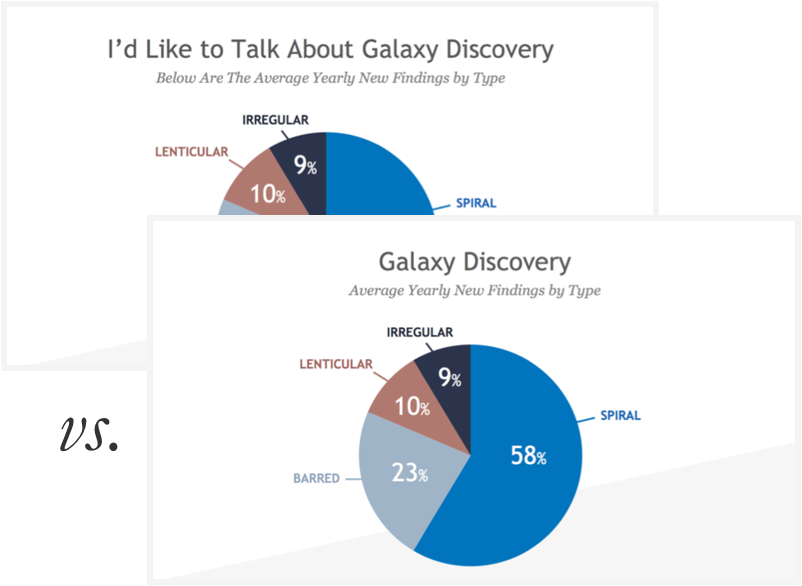 I’d Like to Talk About Galaxy Discovery
Below Are The Average Yearly New Findings by Type
IRREGULAR
LENTICULAR
9%
10%
SPIRAL
vs.
Galaxy Discovery
Average Yearly New Findings by Type
IRREGULAR
LENTICULAR
9%
10%
SPIRAL
58%
BARRED
23%